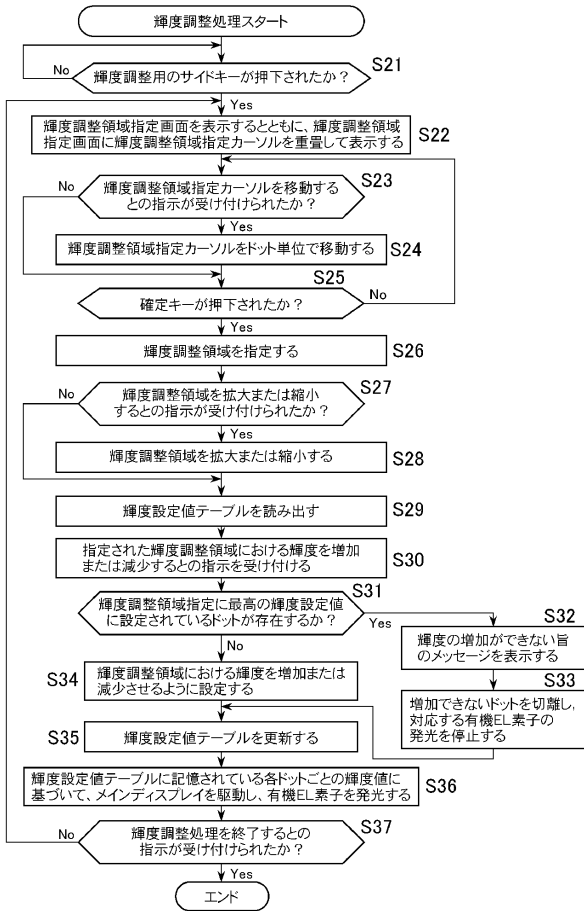 輝度調整処理スタート
No
輝度調整用のサイドキーが押下されたか？
S21
Yes
輝度調整領域指定画面を表示するとともに、輝度調整領域
指定画面に輝度調整領域指定カーソルを重畳して表示する
S22
No
輝度調整領域指定カーソルを移動する
との指示が受け付けられたか？
S23
Yes
輝度調整領域指定カーソルをドット単位で移動する
S24
S25
確定キーが押下されたか？
No
Yes
輝度調整領域を指定する
S26
No
輝度調整領域を拡大または縮小
するとの指示が受け付けられたか？
S27
Yes
輝度調整領域を拡大または縮小する
S28
輝度設定値テーブルを読み出す
S29
指定された輝度調整領域における輝度を増加
または減少するとの指示を受け付ける
S30
S31
輝度調整領域指定に最高の輝度設定値
に設定されているドットが存在するか？
Yes
S32
輝度の増加ができない旨
のメッセージを表示する
No
S33
増加できないドットを切離し，
対応する有機EL素子の
発光を停止する
S34
輝度調整領域における輝度を増加または
減少させるように設定する
S35
輝度設定値テーブルを更新する
輝度設定値テーブルに記憶されている各ドットごとの輝度値に
基づいて、メインディスプレイを駆動し、有機EL素子を発光する
S36
No
輝度調整処理を終了するとの
指示が受け付けられたか？
S37
Yes
エンド